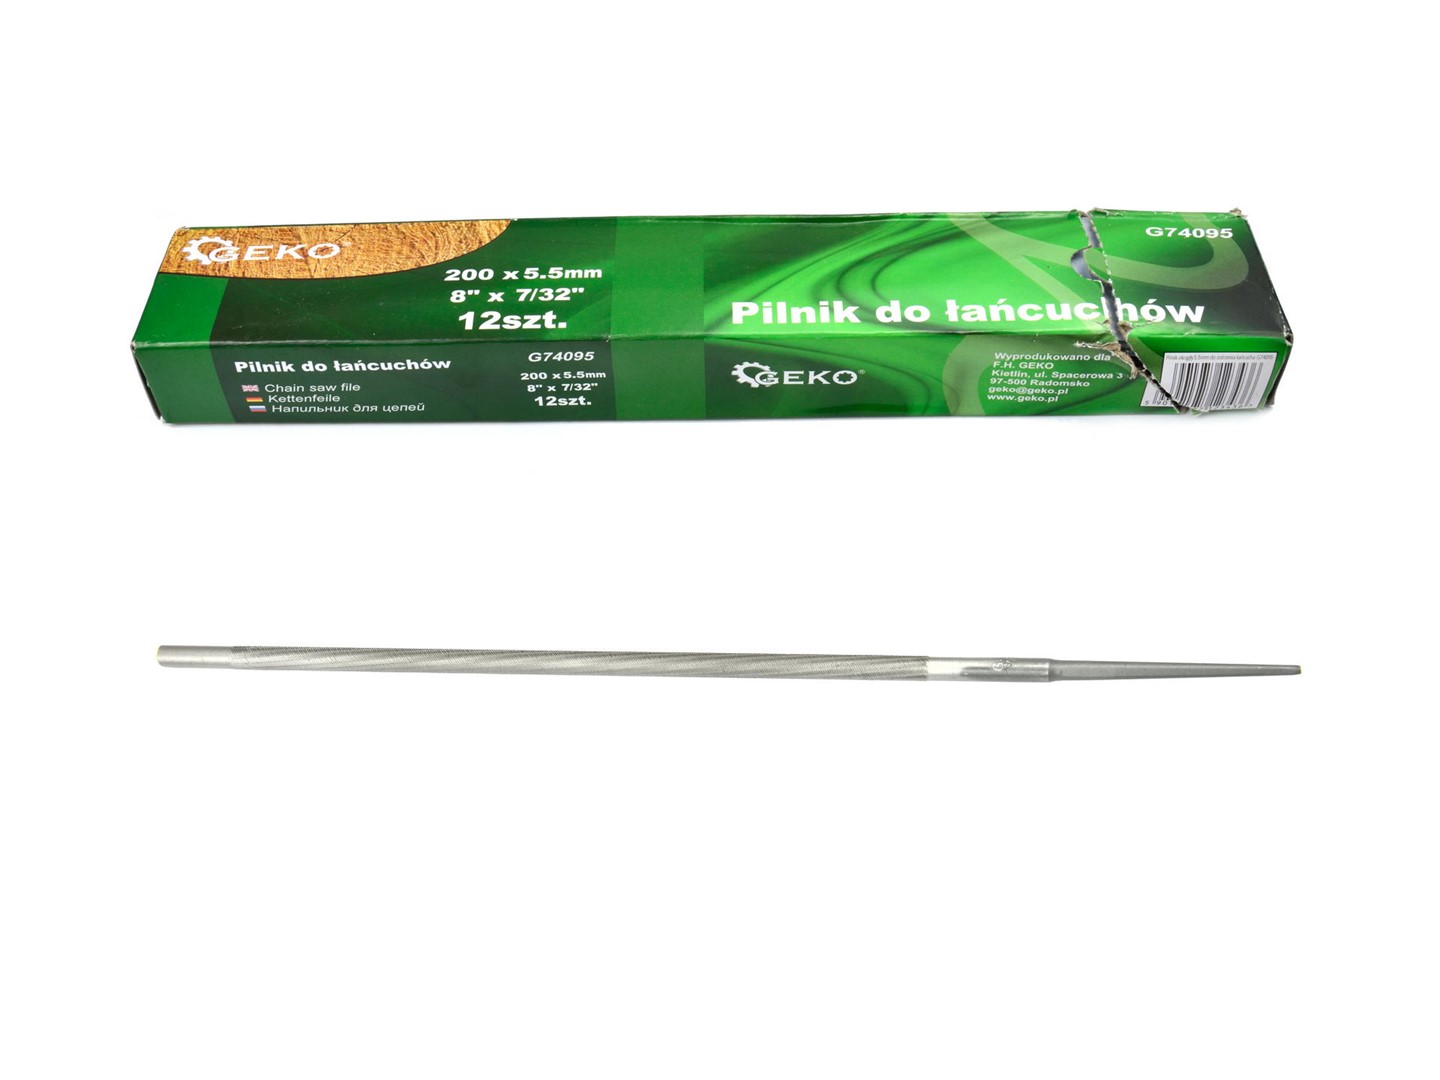 GEKO®
200 x 5.5mm
8" x 7/32"
12szt.
Pilnik do łańcuchów
G74095
Pilnik do łańcuchów
Chain saw file
Kettenfeile
Напильник для цепей
G74095
200 x 5.5mm
8" x 7/32"
12szt.
GEKO®
Wyprodukowano dla
F.H. GEKO
Kietlin, ul. Spacerowa 3
97-500 Radomsko
geko@geko.pl
www.geko.pl